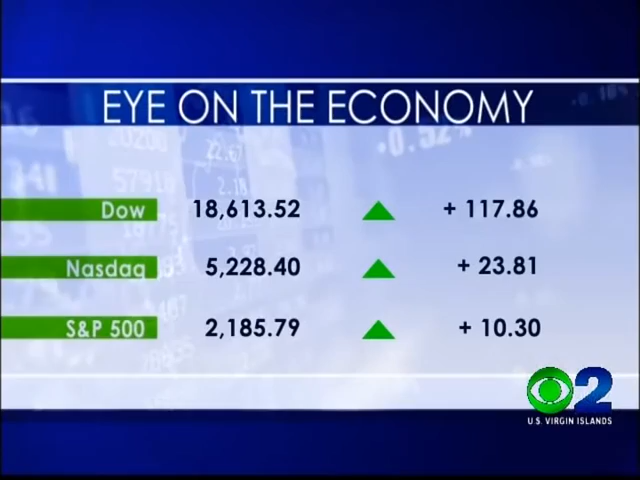 EYE ON THE ECONOMY
Dow 18,613.52 + 117.86
Nasdaq 5,228.40 + 23.81
S&P 500 2,185.79 + 10.30
2
U.S. VIRGIN ISLANDS